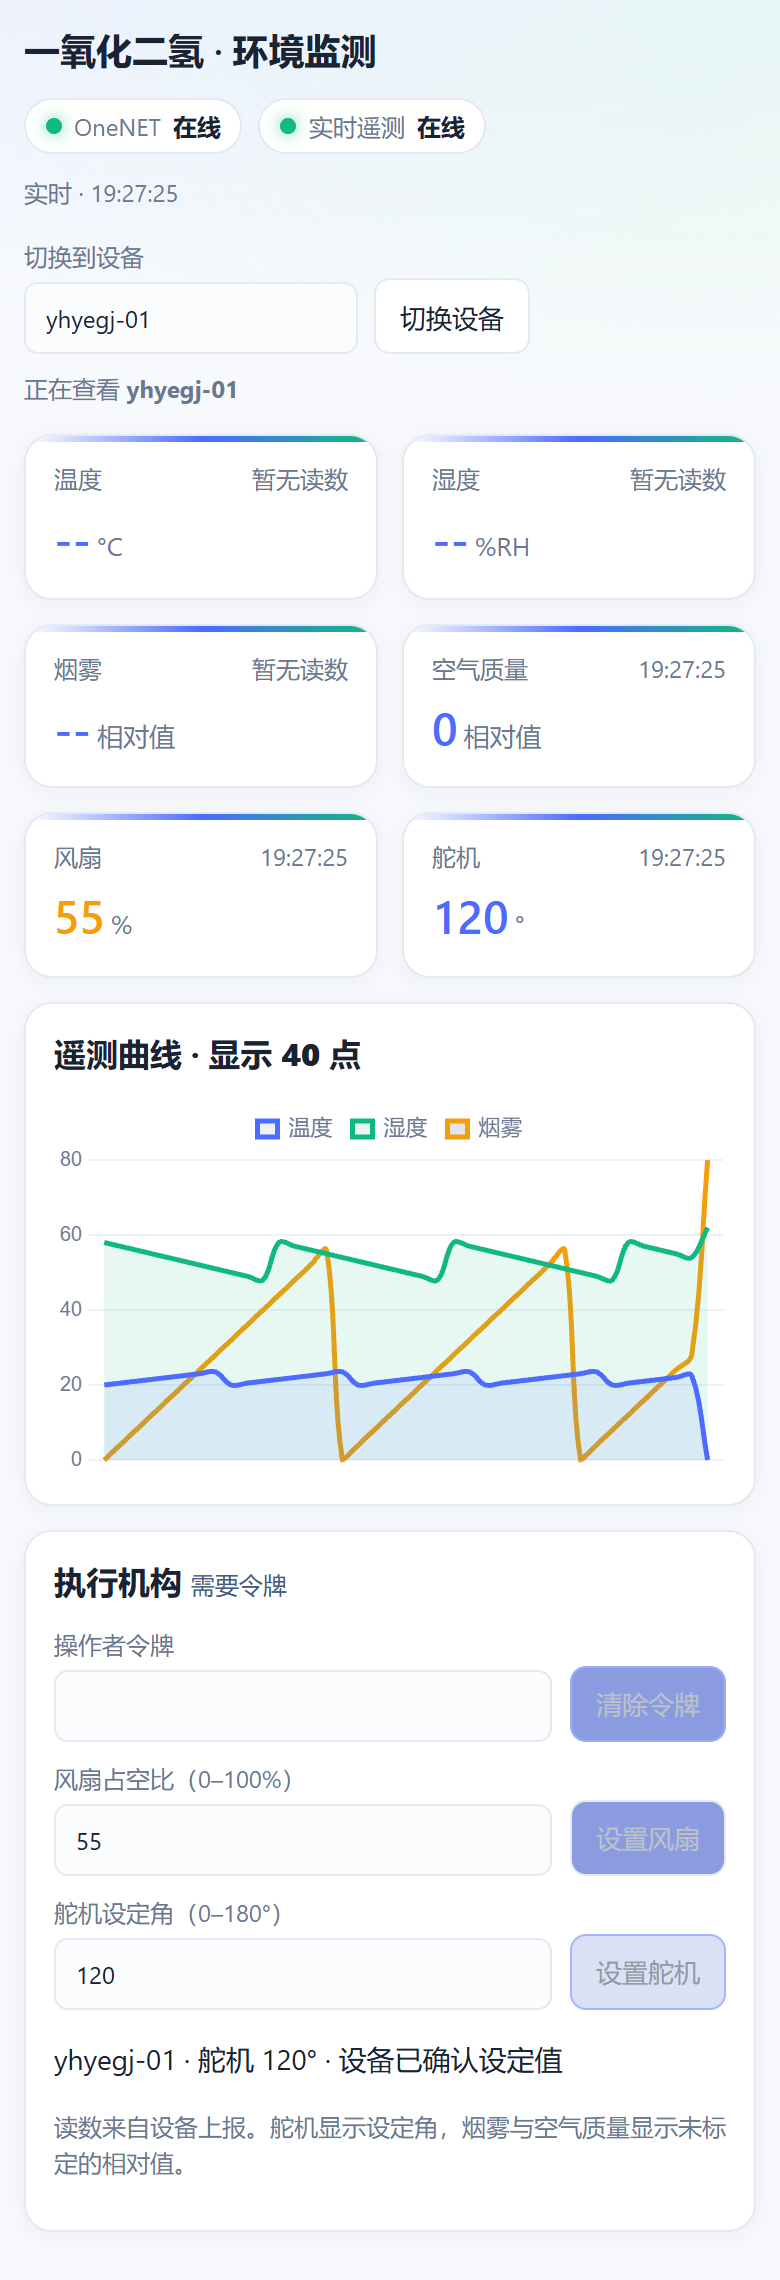 一氧化二氢 · 环境监测
OneNET 在线 实时遥测 在线
实时 · 19:27:25
切换到设备
yhyegj-01 切换设备
正在查看 yhyegj-01
温度 暂无读数
-- °C
湿度 暂无读数
-- %RH
烟雾 暂无读数
-- 相对值
空气质量 19:27:25
0 相对值
风扇 19:27:25
55 %
舵机 19:27:25
120 °
遥测曲线 · 显示 40 点
温度 湿度 烟雾
80
60
40
20
0
执行机构 需要令牌
操作者令牌
清除令牌
风扇占空比（0–100%）
55 设置风扇
舵机设定角（0–180°）
120 设置舵机
yhyegj-01 · 舵机 120° · 设备已确认设定值
读数来自设备上报。舵机显示设定角，烟雾与空气质量显示未标
定的相对值。